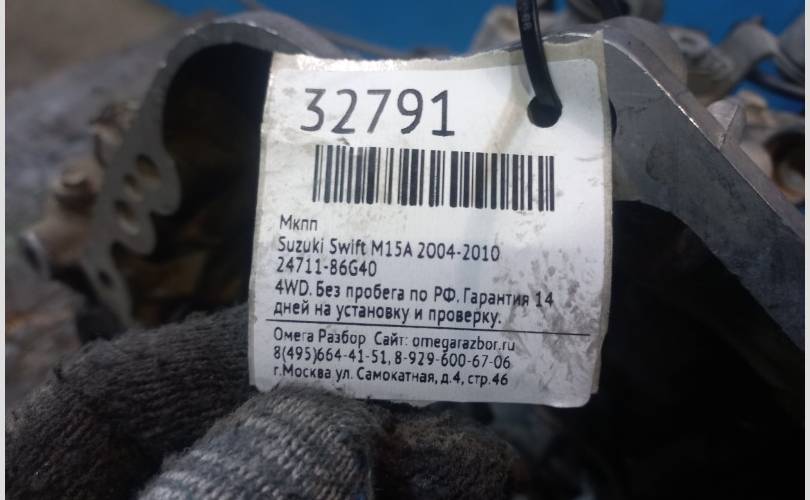 32791
Мкпп
Suzuki Swift M15A 2004-2010
24711-86G40
4WD. Без пробега по РФ. Гарантия 14
дней на установку и проверку.
Омега Разбор Сайт: omegarazbor.ru
8(495)664-41-51, 8-929-600-67-06
г.Москва ул. Самокатная, д.4, стр.46